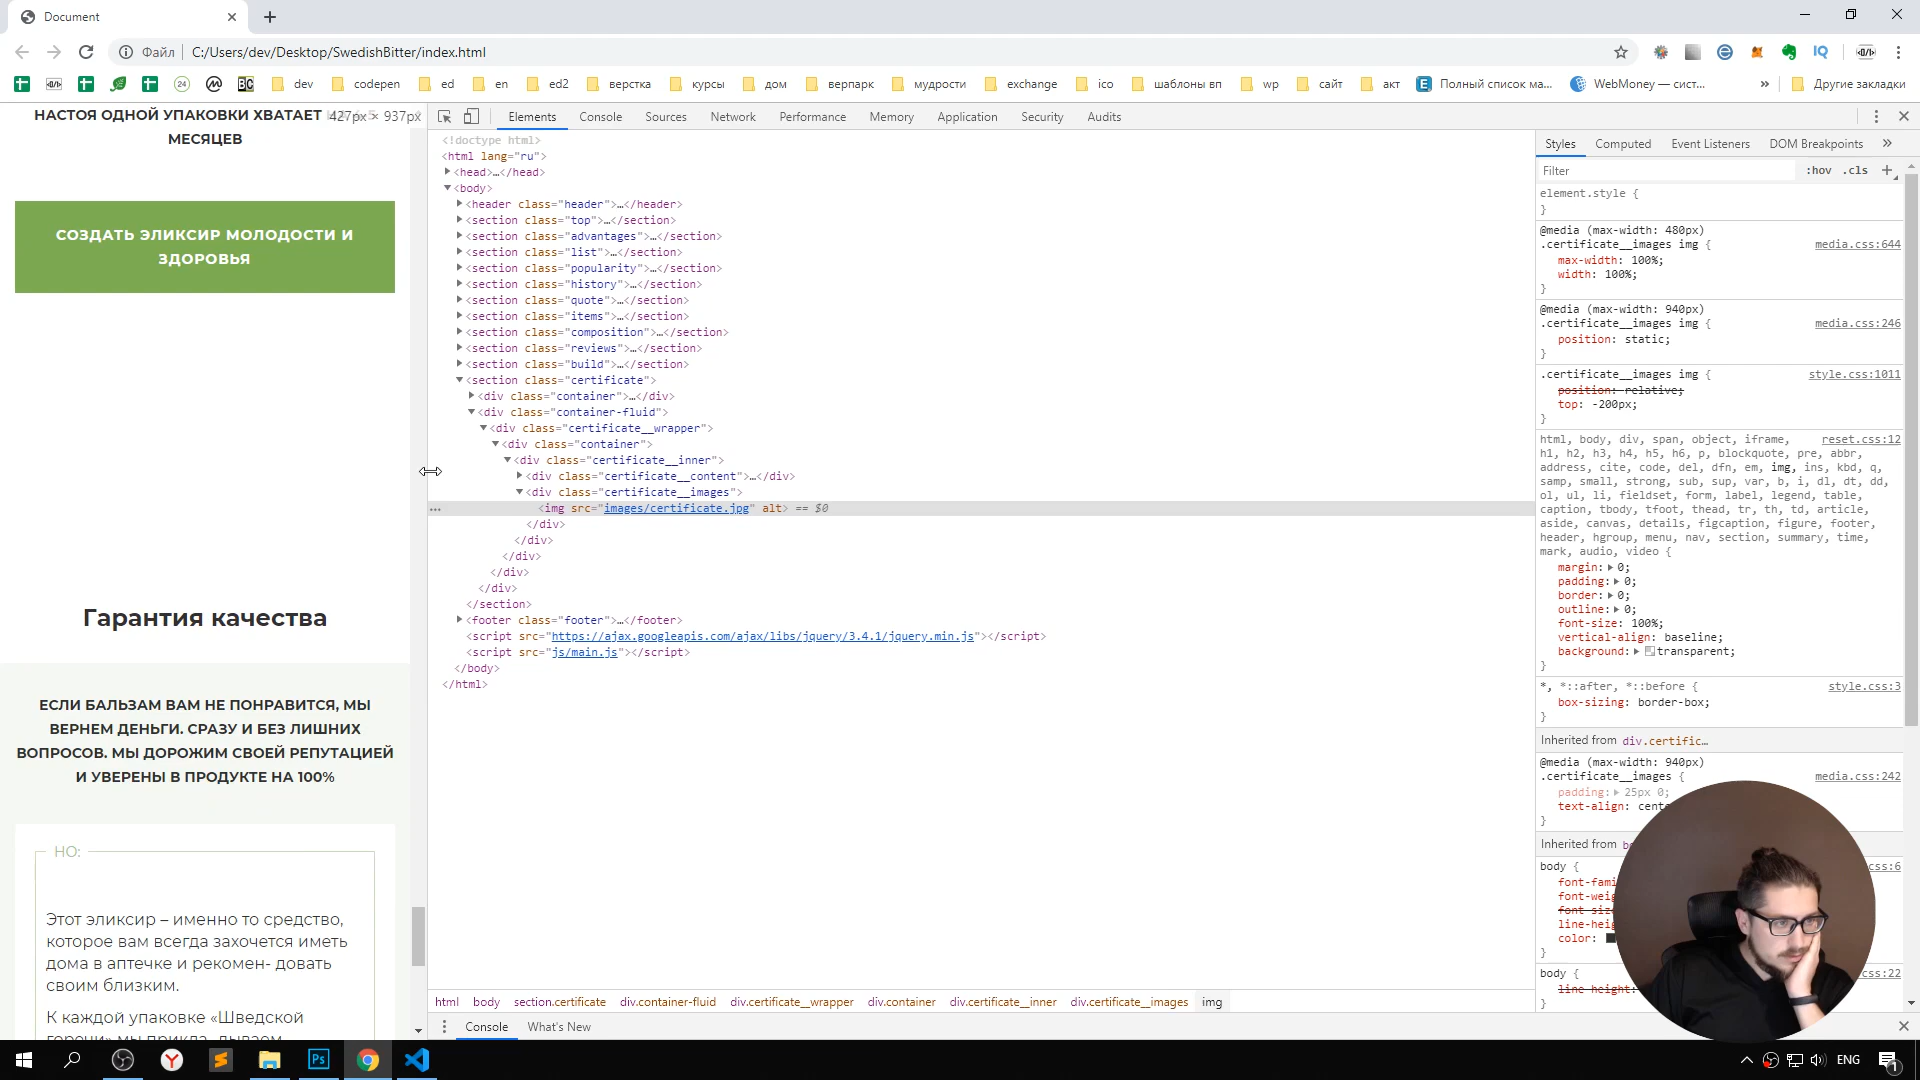 Document
Файл
C:/Users/dev/Desktop/SwedishBitter/index.html
dev
codepen
ed
en
ed2
верстка
курсы
дом
верпарк
мудрости
exchange
ico
шаблоны вп
wp
сайт
акт
Полный список ма...
WebMoney — сист...
Другие закладки
НАСТОЯ ОДНОЙ УПАКОВКИ ХВАТАЕТ
427px × 937px
МЕСЯЦЕВ
СОЗДАТЬ ЭЛИКСИР МОЛОДОСТИ И
ЗДОРОВЬЯ
Гарантия качества
ЕСЛИ БАЛЬЗАМ ВАМ НЕ ПОНРАВИТСЯ, МЫ
ВЕРНЕМ ДЕНЬГИ. СРАЗУ И БЕЗ ЛИШНИХ
ВОПРОСОВ. МЫ ДОРОЖИМ СВОЕЙ РЕПУТАЦИЕЙ
И УВЕРЕНЫ В ПРОДУКТЕ НА 100%
НО:
Этот эликсир – именно то средство,
которое вам всегда захочется иметь
дома в аптечке и рекомен- довать
своим близким.
К каждой упаковке «Шведской
Elements
Console
Sources
Network
Performance
Memory
Application
Security
Audits
<!doctype html>
<html lang="ru">
<head>…</head>
<body>
<header class="header">…</header>
<section class="top">…</section>
<section class="advantages">…</section>
<section class="list">…</section>
<section class="popularity">…</section>
<section class="history">…</section>
<section class="quote">…</section>
<section class="items">…</section>
<section class="composition">…</section>
<section class="reviews">…</section>
<section class="build">…</section>
<section class="certificate">
<div class="container">…</div>
<div class="container-fluid">
<div class="certificate__wrapper">
<div class="container">
<div class="certificate__inner">
<div class="certificate__content">…</div>
<div class="certificate__images">
<img src="images/certificate.jpg" alt> == $0
</div>
</div>
</div>
</div>
</div>
</section>
<footer class="footer">…</footer>
<script src="https://ajax.googleapis.com/ajax/libs/jquery/3.4.1/jquery.min.js"></script>
<script src="js/main.js"></script>
</body>
</html>
html
body
section.certificate
div.container-fluid
div.certificate__wrapper
div.container
div.certificate__inner
div.certificate__images
img
Console
What's New
Styles
Computed
Event Listeners
DOM Breakpoints
Filter
:hov
.cls
element.style {
}
@media (max-width: 480px)
.certificate__images img {
media.css:644
max-width: 100%;
width: 100%;
}
@media (max-width: 940px)
.certificate__images img {
media.css:246
position: static;
}
.certificate__images img {
style.css:1011
position: relative;
top: -200px;
}
html, body, div, span, object, iframe,
reset.css:12
h1, h2, h3, h4, h5, h6, p, blockquote, pre, abbr,
address, cite, code, del, dfn, em, img, ins, kbd, q,
samp, small, strong, sub, sup, var, b, i, dl, dt, dd,
ol, ul, li, fieldset, form, label, legend, table,
caption, tbody, tfoot, thead, tr, th, td, article,
aside, canvas, details, figcaption, figure, footer,
header, hgroup, menu, nav, section, summary, time,
mark, audio, video {
margin: 0;
padding: 0;
border: 0;
outline: 0;
font-size: 100%;
vertical-align: baseline;
background: transparent;
}
*, *::after, *::before {
style.css:3
box-sizing: border-box;
}
Inherited from div.certific…
@media (max-width: 940px)
.certificate__images {
media.css:242
padding: 25px 0;
text-align: cente
}
Inherited from
body {
css:6
font-fami
font-weig
font-siz
line-heig
color:
}
body {
css:22
line-height:
}
ENG
1